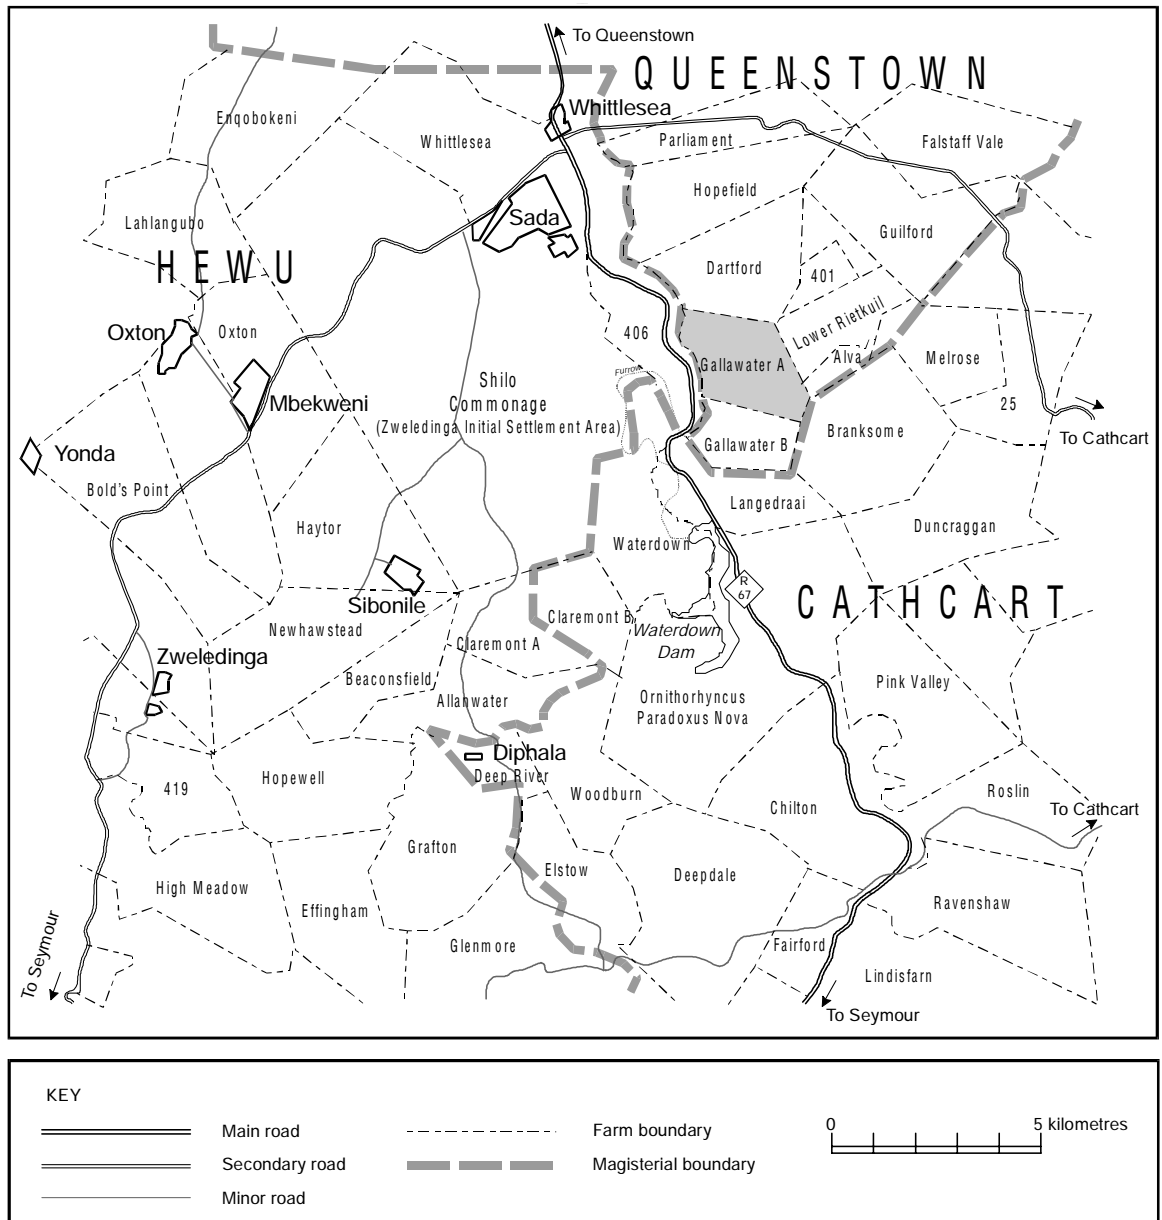 To Queenstown
QUEENSTOWN
Whittlesea
Enqobokeni
Whittlesea
Parliament
Falstaff Vale
Hopefield
Lahlangubo
Sada
Guilford
HEWU
Dartford
401
Oxton
Oxton
406
Lower Rietkuil
Gallawater A
Alva
Melrose
Furrow
Shilo
Commonage
(Zweledinga Initial Settlement Area)
Mbekweni
25
To Cathcart
Branksome
Gallawater B
Yonda
Bold's Point
Langedraai
Haytor
Duncraggan
Waterdown
R
67
CATHCART
Sibonile
Claremont B
Newhawstead
Waterdown
Dam
Claremont A
Zweledinga
Beaconsfield
Pink Valley
Allanwater
Ornithorhyncus
Paradoxus Nova
Diphala
Deep River
Hopewell
419
Woodburn
Roslin
Chilton
To Cathcart
Grafton
Elstow
Deepdale
High Meadow
Ravenshaw
Effingham
Glenmore
Fairford
To Seymour
Lindisfarn
To Seymour
KEY
Main road
Secondary road
Minor road
Farm boundary
Magisterial boundary
0
5 kilometres